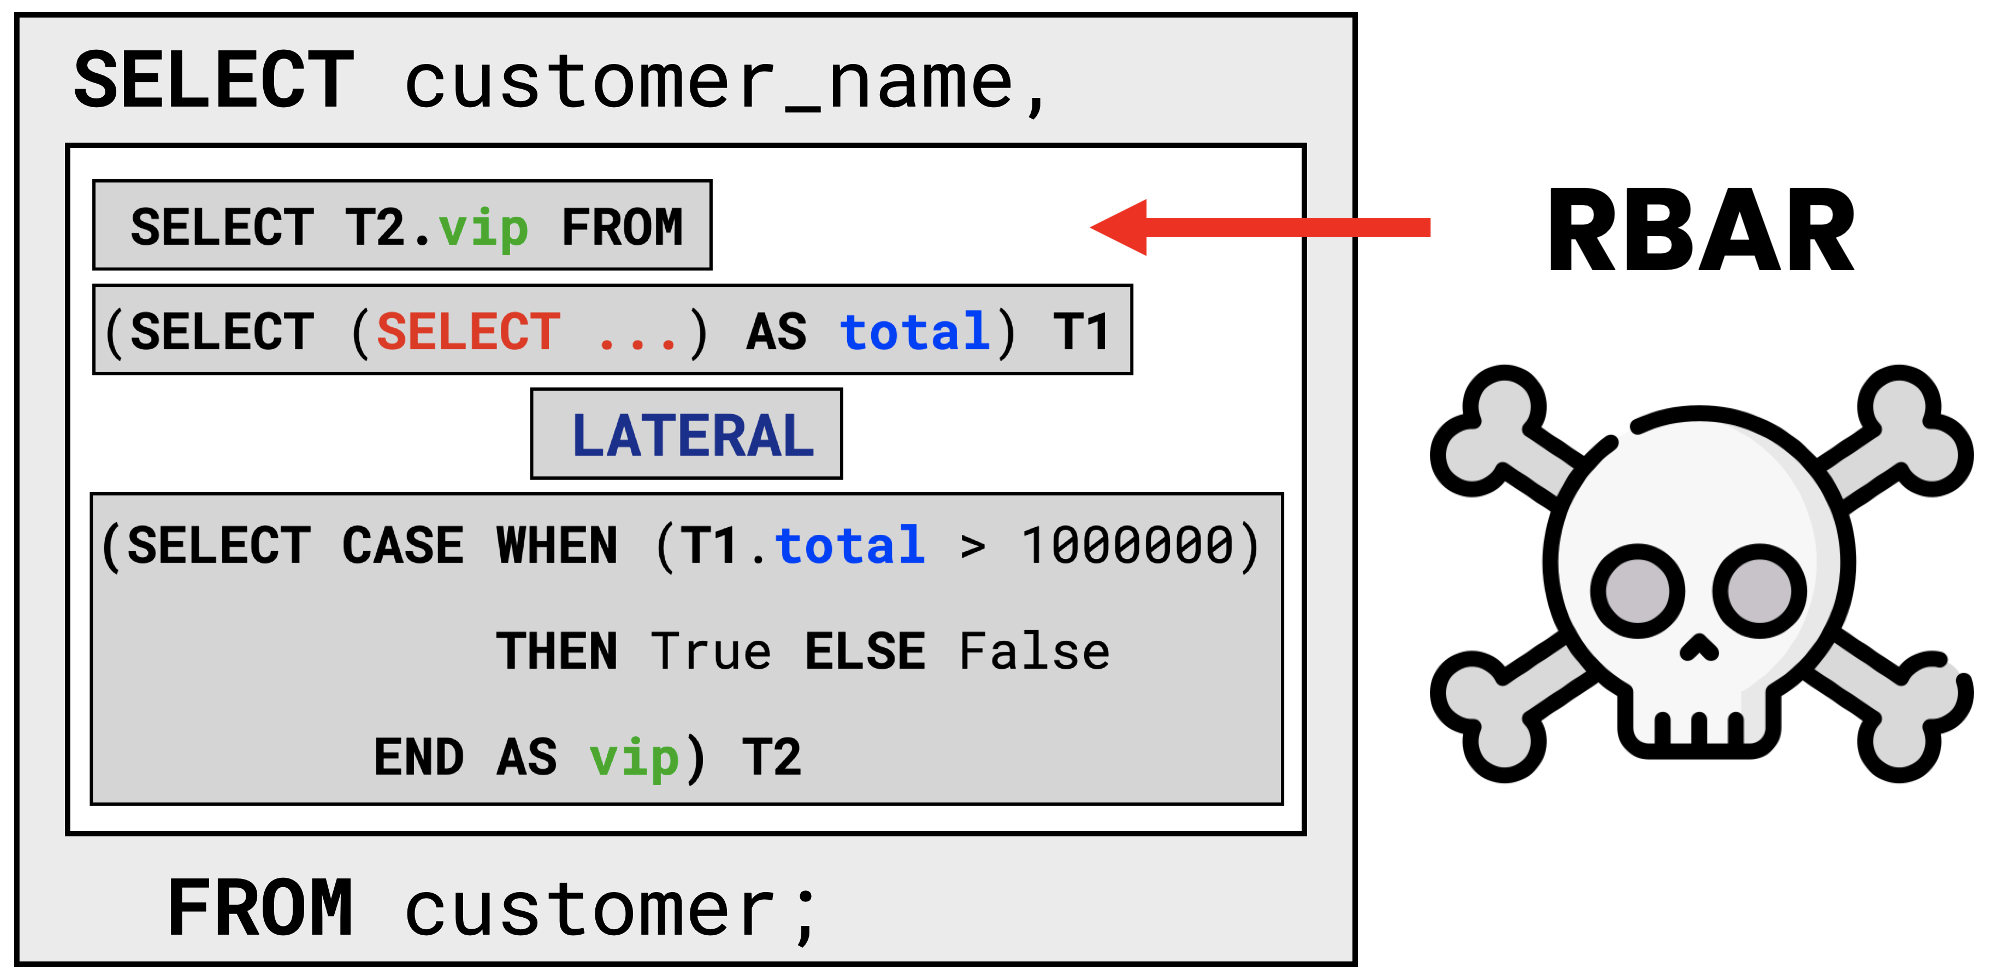 SELECT customer_name,
SELECT T2.vip FROM
RBAR
(SELECT (SELECT ...) AS total) T1
LATERAL
(SELECT CASE WHEN (T1.total > 1000000)
THEN True ELSE False
END AS vip) T2
FROM customer;